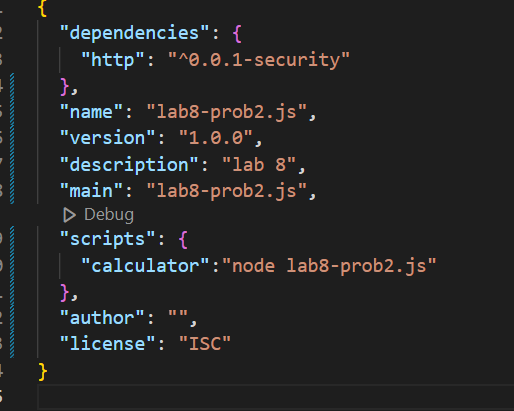 {
"dependencies": {
"http": "^0.0.1-security"
},
"name": "lab8-prob2.js",
"version": "1.0.0",
"description": "lab 8",
"main": "lab8-prob2.js",
Debug
"scripts": {
"calculator":"node lab8-prob2.js"
},
"author": "",
"license": "ISC"
}